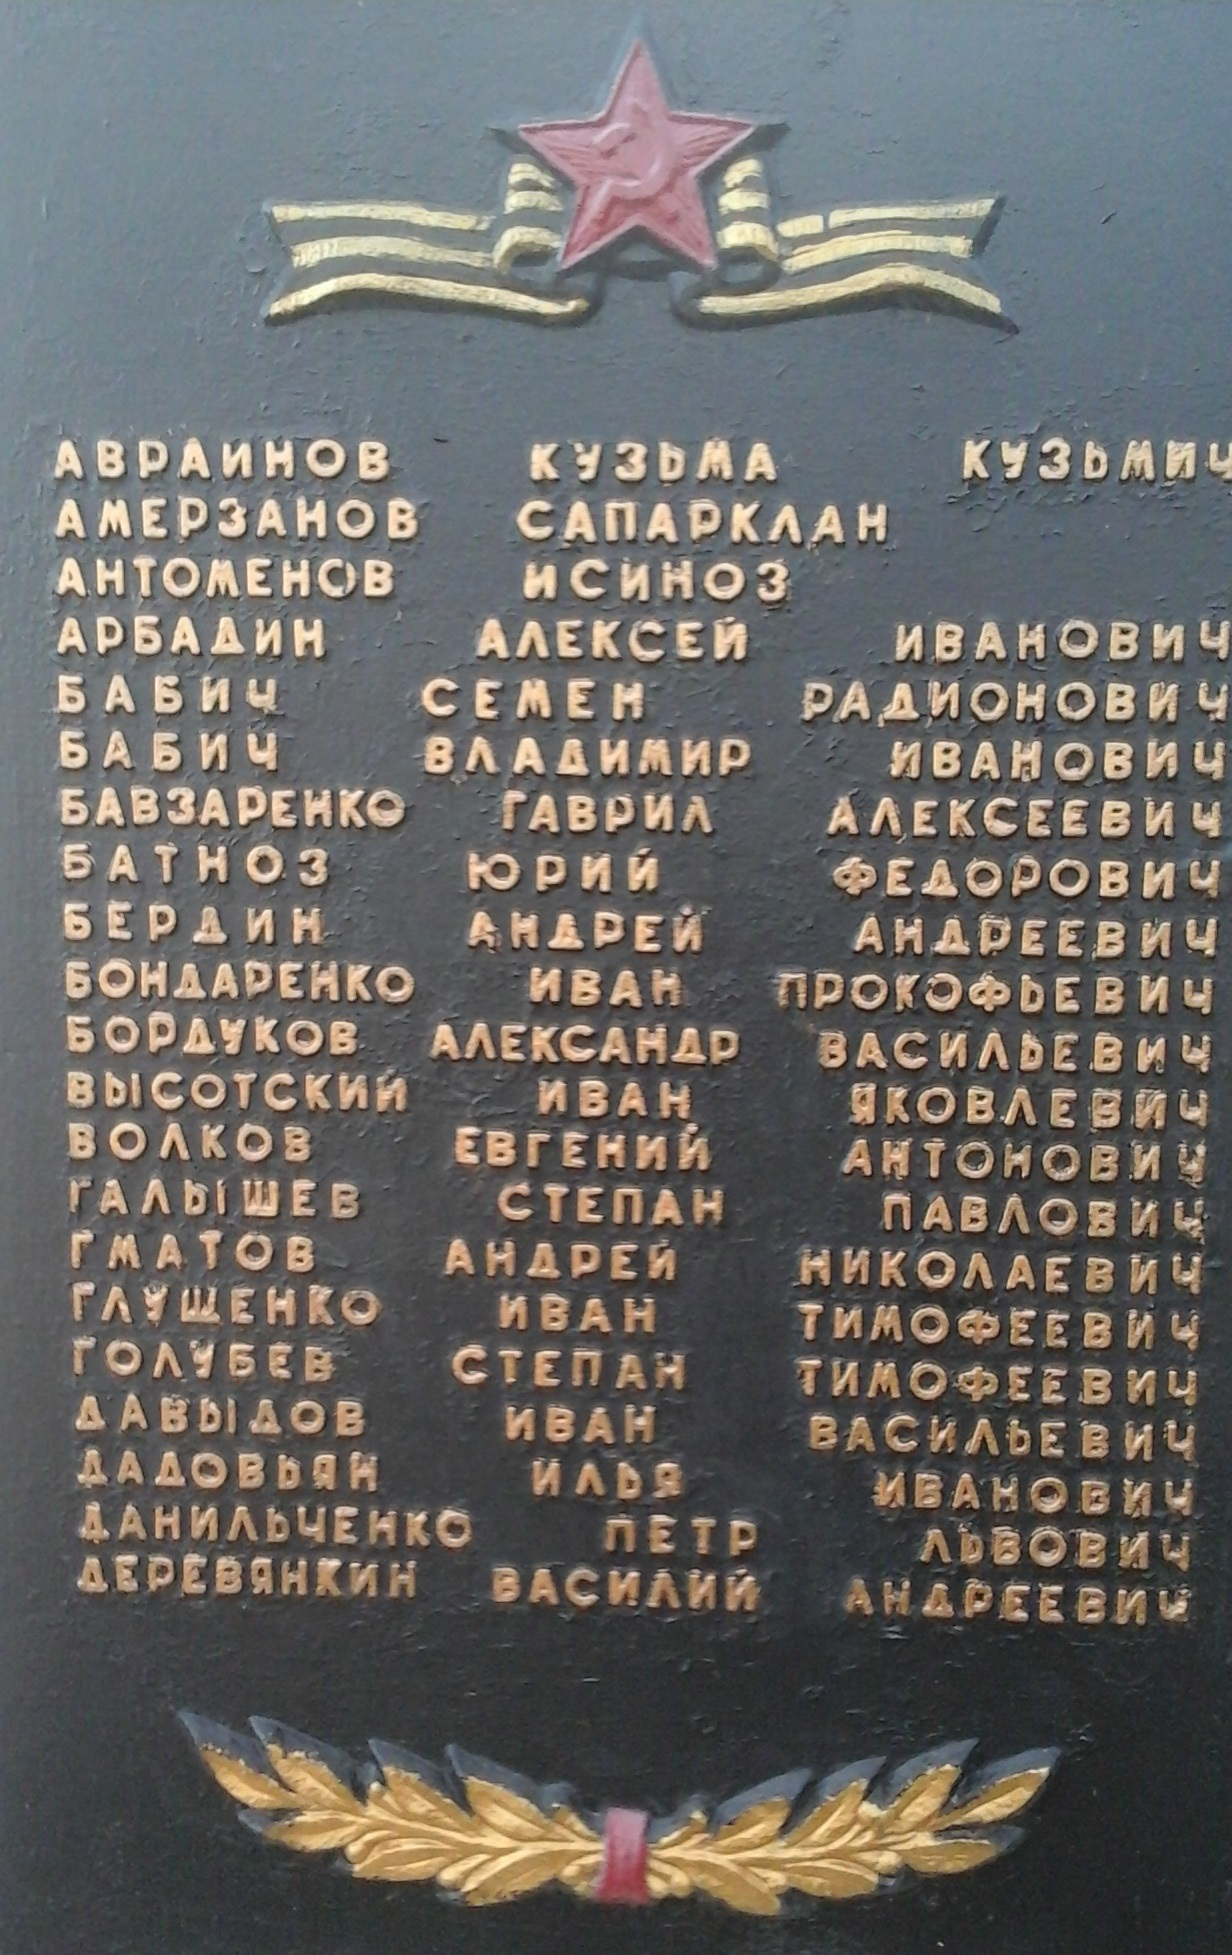 АВРАИНОВ КУЗЬМА КУЗЬМИЧ
АМЕРЗАНОВ САПАРКЛАН
АНТОМЕНОВ ИСИНОЗ
АРБАДИН АЛЕКСЕЙ ИВАНОВИЧ
БАБИЧ СЕМЕН РАДИОНОВИЧ
БАБИЧ ВЛАДИМИР ИВАНОВИЧ
БАВЗАРЕНКО ГАВРИЛ АЛЕКСЕЕВИЧ
БАТНОЗ ЮРИЙ ФЕДОРОВИЧ
БЕРДИН АНДРЕЙ АНДРЕЕВИЧ
БОНДАРЕНКО ИВАН ПРОКОФЬЕВИЧ
БОРДУКОВ АЛЕКСАНДР ВАСИЛЬЕВИЧ
ВЫСОТСКИЙ ИВАН ЯКОВЛЕВИЧ
ВОЛКОВ ЕВГЕНИЙ АНТОНОВИЧ
ГАЛЫШЕВ СТЕПАН ПАВЛОВИЧ
ГМАТОВ АНДРЕЙ НИКОЛАЕВИЧ
ГЛУЩЕНКО ИВАН ТИМОФЕЕВИЧ
ГОЛУБЕВ СТЕПАН ТИМОФЕЕВИЧ
ДАВЫДОВ ИВАН ВАСИЛЬЕВИЧ
ДАДОВЬЯН ИЛЬЯ ИВАНОВИЧ
ДАНИЛЬЧЕНКО ПЕТР ЛЬВОВИЧ
ДЕРЕВЯНКИН ВАСИЛИЙ АНДРЕЕВИЧ